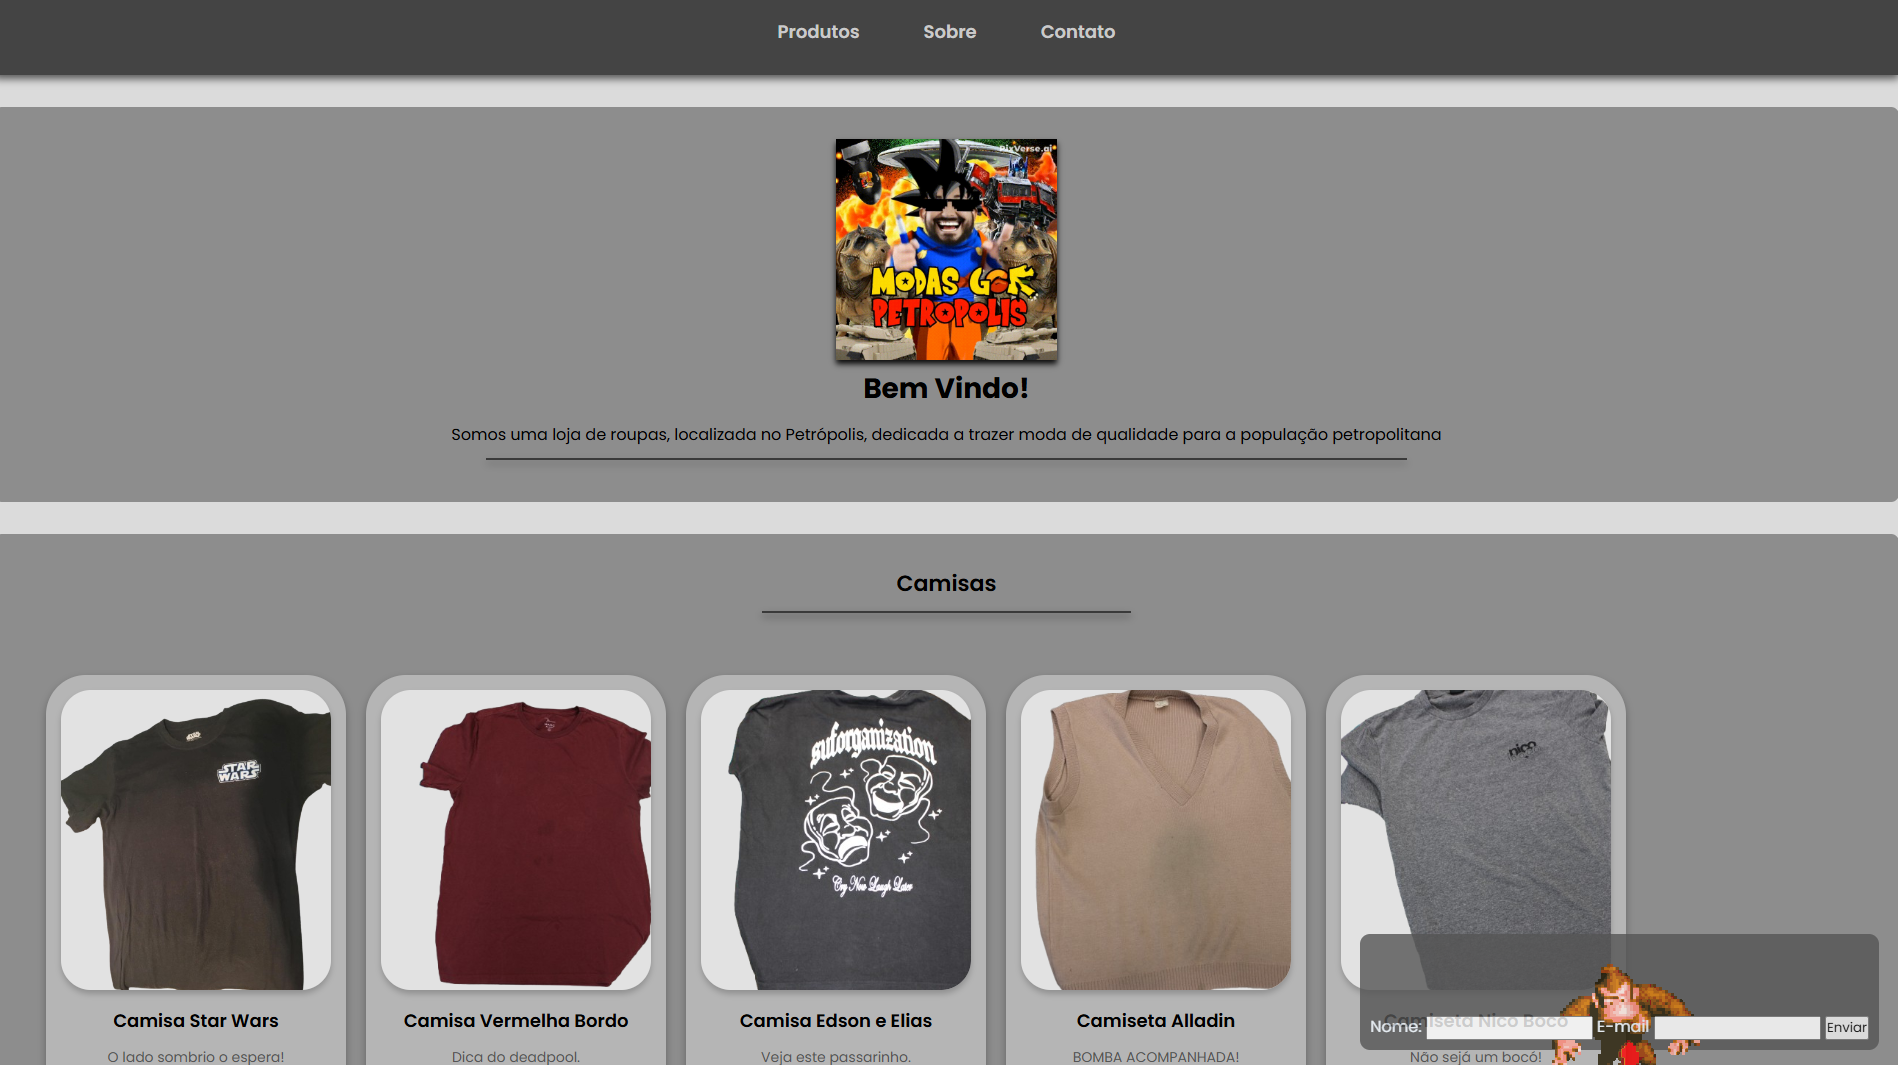 Produtos Sobre Contato
PixVerse.ai
MODAS GOK
PETROPOLIS
Bem Vindo!
Somos uma loja de roupas, localizada no Petrópolis, dedicada a trazer moda de qualidade para a população petropolitana
Camisas
STAR
WARS
suforganization
Cry Now Laugh Later
nico
Camisa Star Wars
Camisa Vermelha Bordo
Camisa Edson e Elias
Camiseta Alladin
Camiseta Nico Boco
Nome: E-mail Enviar
O lado sombrio o espera!
Dica do deadpool.
Veja este passarinho.
BOMBA ACOMPANHADA!
Não sejá um bocó!